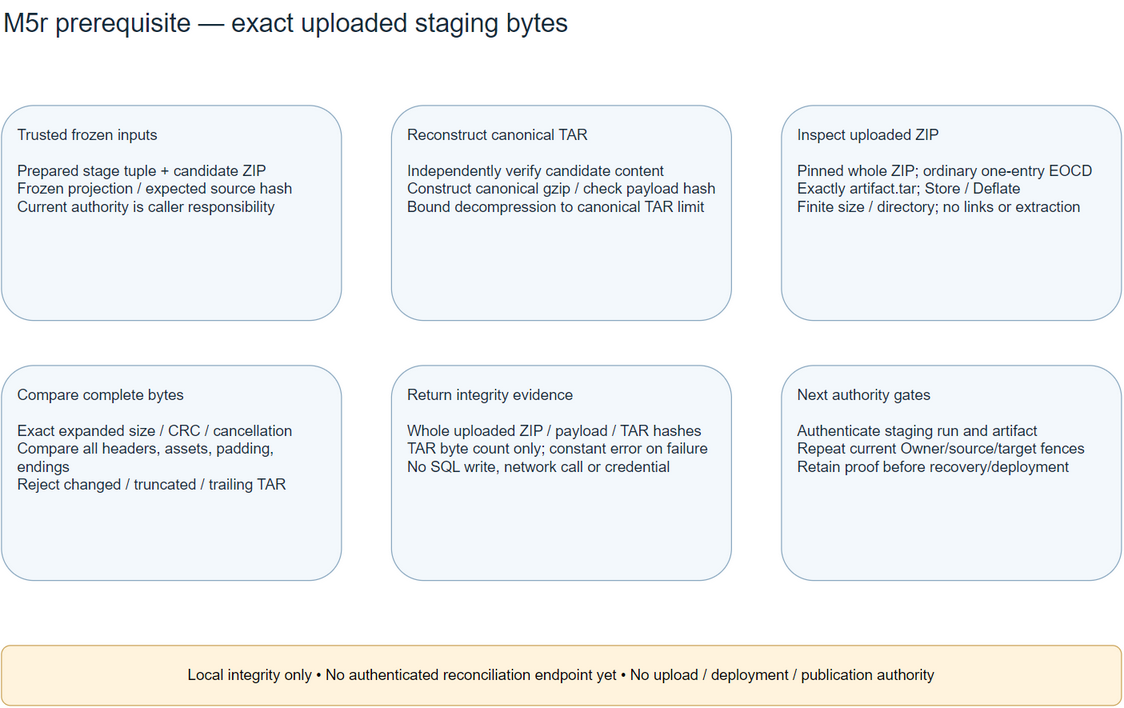 M5r prerequisite — exact uploaded staging bytes
Trusted frozen inputs
Prepared stage tuple + candidate ZIP
Frozen projection / expected source hash
Current authority is caller responsibility
Reconstruct canonical TAR
Independently verify candidate content
Construct canonical gzip / check payload hash
Bound decompression to canonical TAR limit
Inspect uploaded ZIP
Pinned whole ZIP; ordinary one-entry EOCD
Exactly artifact.tar; Store / Deflate
Finite size / directory; no links or extraction
Compare complete bytes
Exact expanded size / CRC / cancellation
Compare all headers, assets, padding,
endings
Reject changed / truncated / trailing TAR
Return integrity evidence
Whole uploaded ZIP / payload / TAR hashes
TAR byte count only; constant error on failure
No SQL write, network call or credential
Next authority gates
Authenticate staging run and artifact
Repeat current Owner/source/target fences
Retain proof before recovery/deployment
Local integrity only • No authenticated reconciliation endpoint yet • No upload / deployment / publication authority